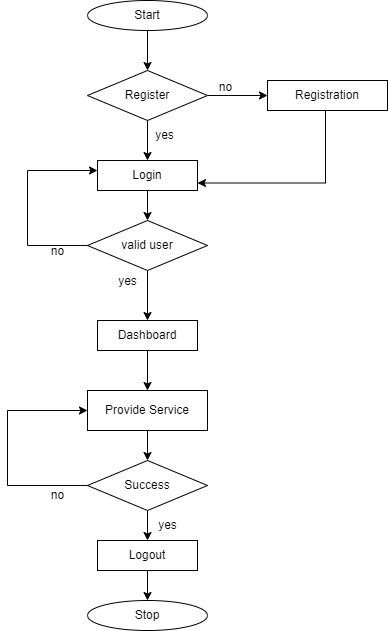 Start
Register
no
Registration
yes
Login
valid user
no
yes
Dashboard
Provide Service
Success
no
yes
Logout
Stop